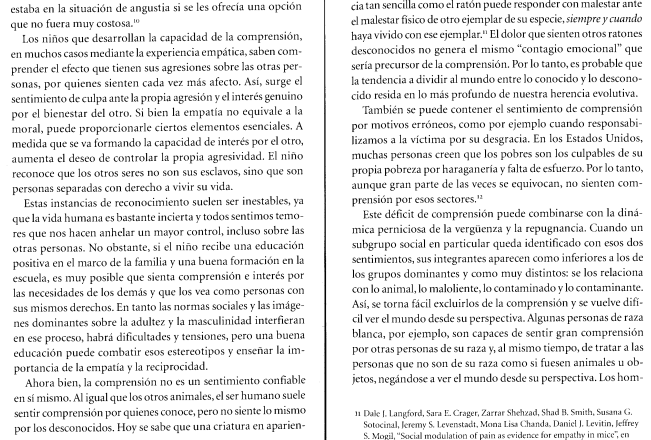 estaba en la situación de angustia si se les ofrecía una opción
que no fuera muy costosa.¹⁰
Los niños que desarrollan la capacidad de la comprensión,
en muchos casos mediante la experiencia empática, saben com-
prender el efecto que tienen sus agresiones sobre las otras per-
sonas, por quienes sienten cada vez más afecto. Así, surge el
sentimiento de culpa ante la propia agresión y el interés genuino
por el bienestar del otro. Si bien la empatía no equivale a la
moral, puede proporcionarle ciertos elementos esenciales. A
medida que se va formando la capacidad de interés por el otro,
aumenta el deseo de controlar la propia agresividad. El niño
reconoce que los otros seres no son sus esclavos, sino que son
personas separadas con derecho a vivir su vida.
Estas instancias de reconocimiento suelen ser inestables, ya
que la vida humana es bastante incierta y todos sentimos temo-
res que nos hacen anhelar un mayor control, incluso sobre las
otras personas. No obstante, si el niño recibe una educación
positiva en el marco de la familia y una buena formación en la
escuela, es muy posible que sienta comprensión e interés por
las necesidades de los demás y que los vea como personas con
sus mismos derechos. En tanto las normas sociales y las imáge-
nes dominantes sobre la adultez y la masculinidad interfieran
en ese proceso, habrá dificultades y tensiones, pero una buena
educación puede combatir esos estereotipos y enseñar la im-
portancia de la empatía y la reciprocidad.
Ahora bien, la comprensión no es un sentimiento confiable
en sí mismo. Al igual que los otros animales, el ser humano suele
sentir comprensión por quienes conoce, pero no siente lo mismo
por los desconocidos. Hoy se sabe que una criatura en aparien-
cia tan sencilla como el ratón puede responder con malestar ante
el malestar físico de otro ejemplar de su especie, siempre y cuando
haya vivido con ese ejemplar.¹¹ El dolor que sienten otros ratones
desconocidos no genera el mismo "contagio emocional" que
sería precursor de la comprensión. Por lo tanto, es probable que
la tendencia a dividir al mundo entre lo conocido y lo descono-
cido resida en lo más profundo de nuestra herencia evolutiva.
También se puede contener el sentimiento de comprensión
por motivos erróneos, como por ejemplo cuando responsabi-
lizamos a la víctima por su desgracia. En los Estados Unidos,
muchas personas creen que los pobres son los culpables de su
propia pobreza por haraganería y falta de esfuerzo. Por lo tanto,
aunque gran parte de las veces se equivocan, no sienten com-
prensión por esos sectores.¹²
Este déficit de comprensión puede combinarse con la diná-
mica perniciosa de la vergüenza y la repugnancia. Cuando un
subgrupo social en particular queda identificado con esos dos
sentimientos, sus integrantes aparecen como inferiores a los de
los grupos dominantes y como muy distintos: se los relaciona
con lo animal, lo maloliente, lo contaminado y lo contaminante.
Así, se torna fácil excluirlos de la comprensión y se vuelve difí-
cil ver el mundo desde su perspectiva. Algunas personas de raza
blanca, por ejemplo, son capaces de sentir gran comprensión
por otras personas de su raza y, al mismo tiempo, de tratar a las
personas que no son de su raza como si fuesen animales u ob-
jetos, negándose a ver el mundo desde su perspectiva. Los hom-
11 Dale J. Langford, Sara E. Crager, Zarrar Shehzad, Shad B. Smith, Susana G.
Sotocinal, Jeremy S. Levenstadt, Mona Lisa Chanda, Daniel J. Levitin, Jeffrey
S. Mogil, "Social modulation of pain as evidence for empathy in mice", en